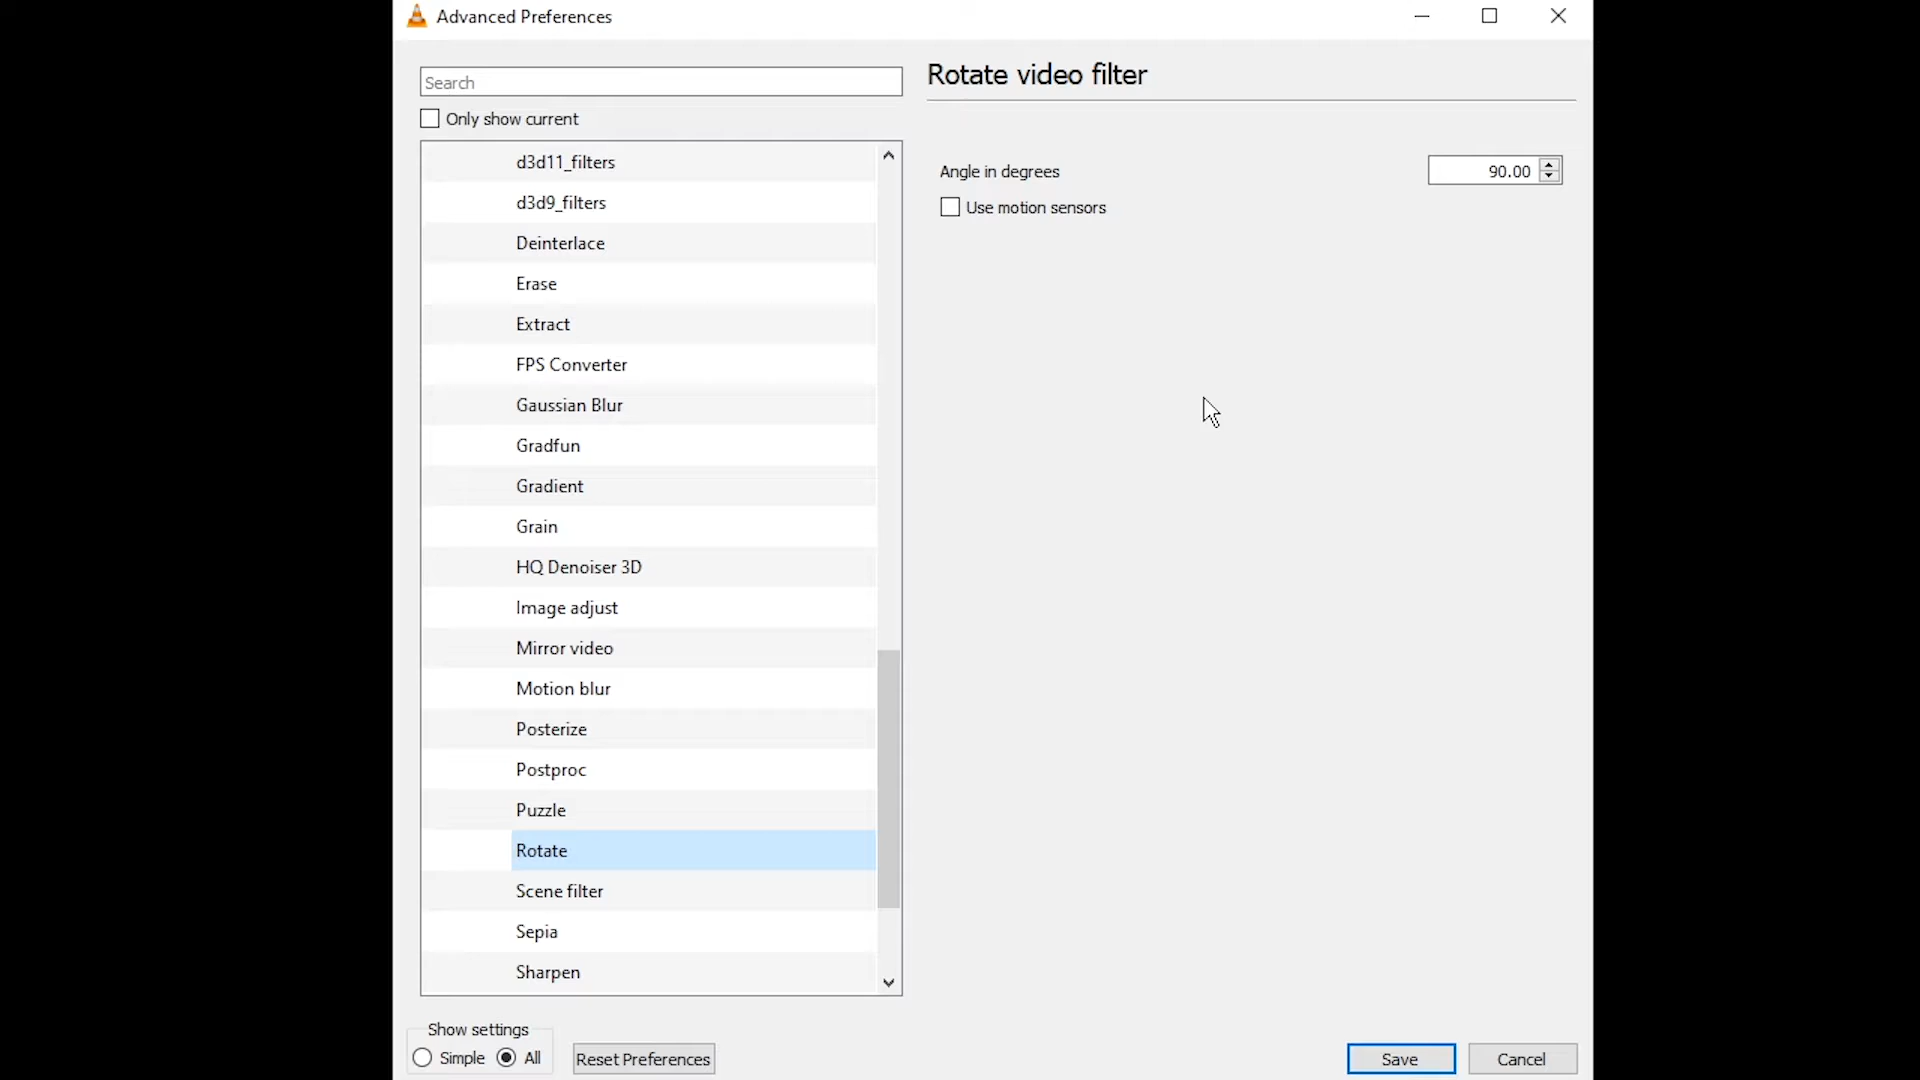 Advanced Preferences
Search
Only show current
d3d11_filters
d3d9_filters
Deinterlace
Erase
Extract
FPS Converter
Gaussian Blur
Gradfun
Gradient
Grain
HQ Denoiser 3D
Image adjust
Mirror video
Motion blur
Posterize
Postproc
Puzzle
Rotate
Scene filter
Sepia
Sharpen
Show settings
Simple All
Reset Preferences
Rotate video filter
Angle in degrees 90.00
Use motion sensors
Save Cancel